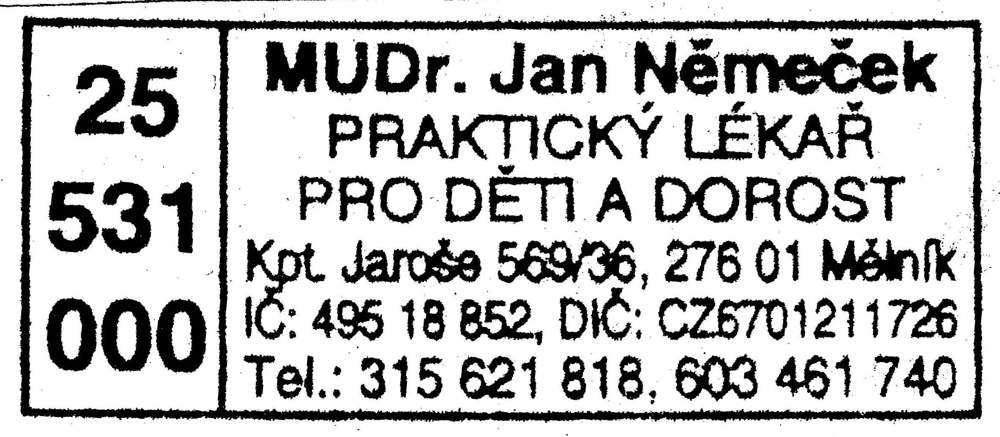 25
531
000
MUDr. Jan Němeček
PRAKTICKÝ LÉKAŘ
PRO DĚTI A DOROST
Kpt. Jaroše 569/36, 276 01 Mělník
IČ: 495 18 852, DIČ: CZ6701211726
Tel.: 315 621 818, 603 461 740